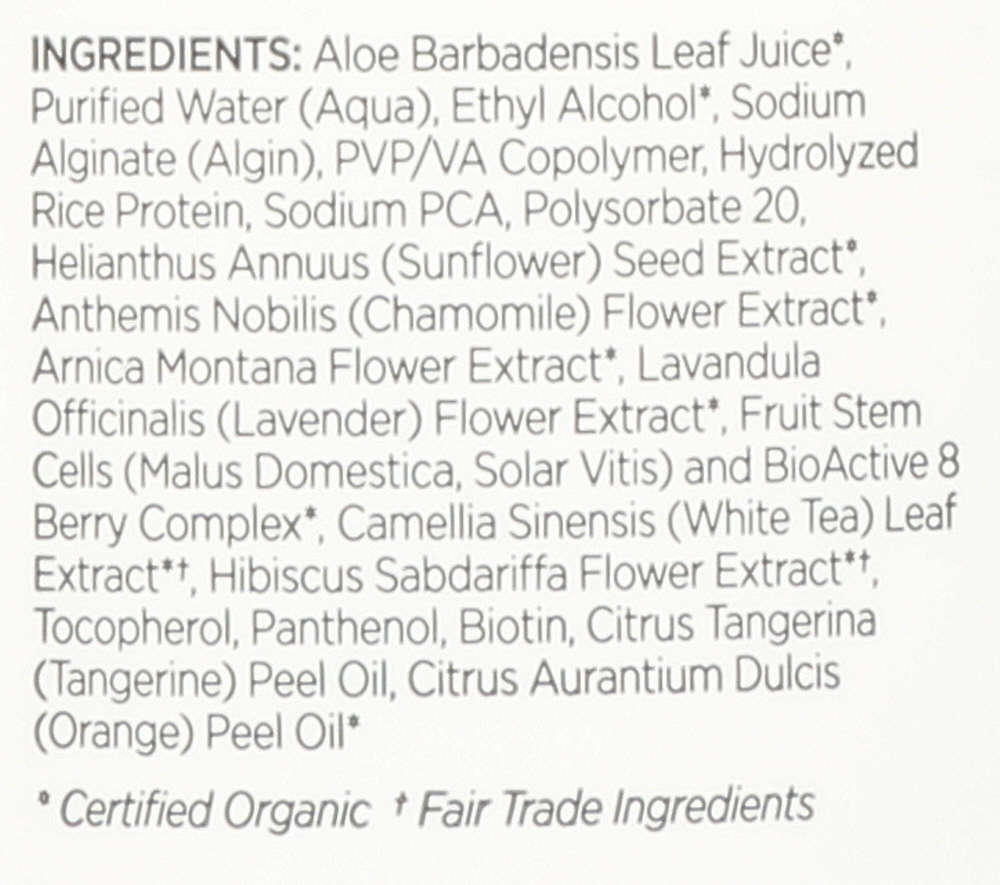 INGREDIENTS: Aloe Barbadensis Leaf Juice*,
Purified Water (Aqua), Ethyl Alcohol*, Sodium
Alginate (Algin), PVP/VA Copolymer, Hydrolyzed
Rice Protein, Sodium PCA, Polysorbate 20,
Helianthus Annuus (Sunflower) Seed Extract*,
Anthemis Nobilis (Chamomile) Flower Extract*,
Arnica Montana Flower Extract*, Lavandula
Officinalis (Lavender) Flower Extract*, Fruit Stem
Cells (Malus Domestica, Solar Vitis) and BioActive 8
Berry Complex*, Camellia Sinensis (White Tea) Leaf
Extract*†, Hibiscus Sabdariffa Flower Extract*†,
Tocopherol, Panthenol, Biotin, Citrus Tangerina
(Tangerine) Peel Oil, Citrus Aurantium Dulcis
(Orange) Peel Oil*
* Certified Organic † Fair Trade Ingredients